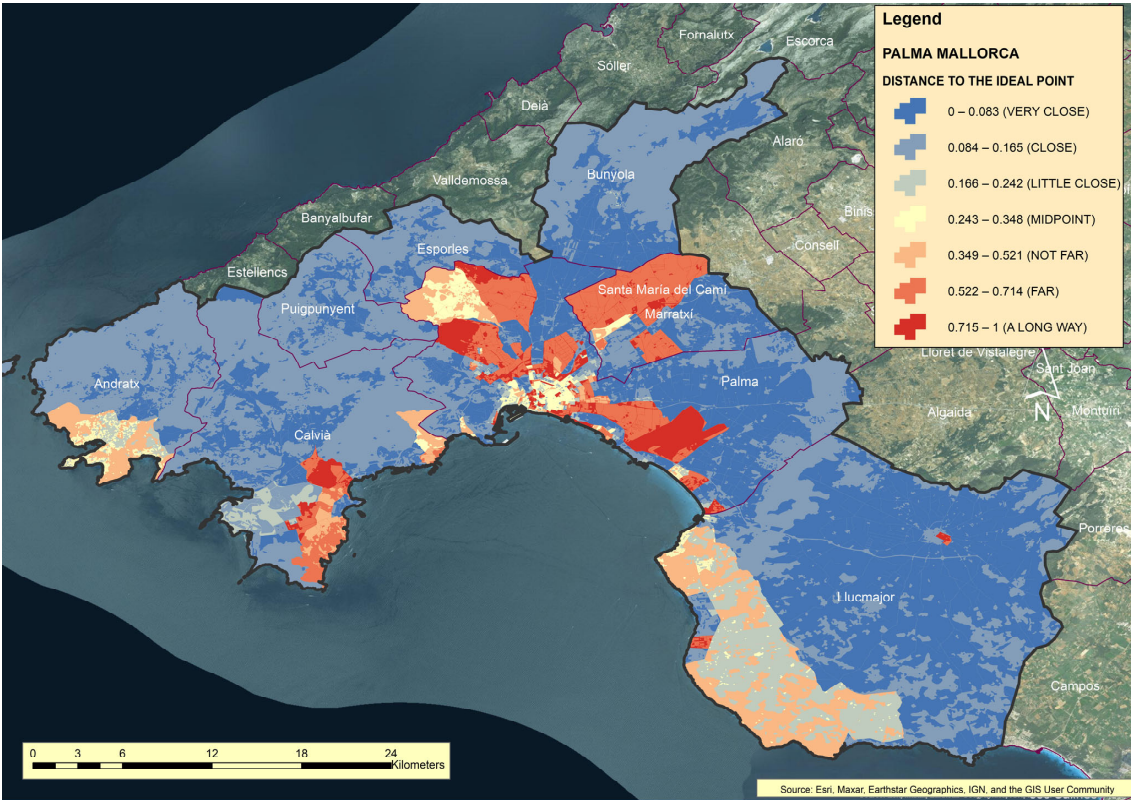 Legend
PALMA MALLORCA
DISTANCE TO THE IDEAL POINT
0 – 0.083 (VERY CLOSE)
0.084 – 0.165 (CLOSE)
0.166 – 0.242 (LITTLE CLOSE)
0.243 – 0.348 (MIDPOINT)
0.349 – 0.521 (NOT FAR)
0.522 – 0.714 (FAR)
0.715 – 1 (A LONG WAY)
Fornalutx
Escorca
Sóller
Deià
Alaró
Bunyola
Valldemossa
Binis
Banyalbufar
Consell
Esporles
Estellencs
Santa María del Camí
Puigpunyent
Marratxí
Lloret de Vistalegre
Sant Joan
Andratx
Palma
Algaida
N
Montuïri
Calvià
Porreres
Llucmajor
Campos
0 3 6 12 18 24
Kilometers
Source: Esri, Maxar, Earthstar Geographics, IGN, and the GIS User Community